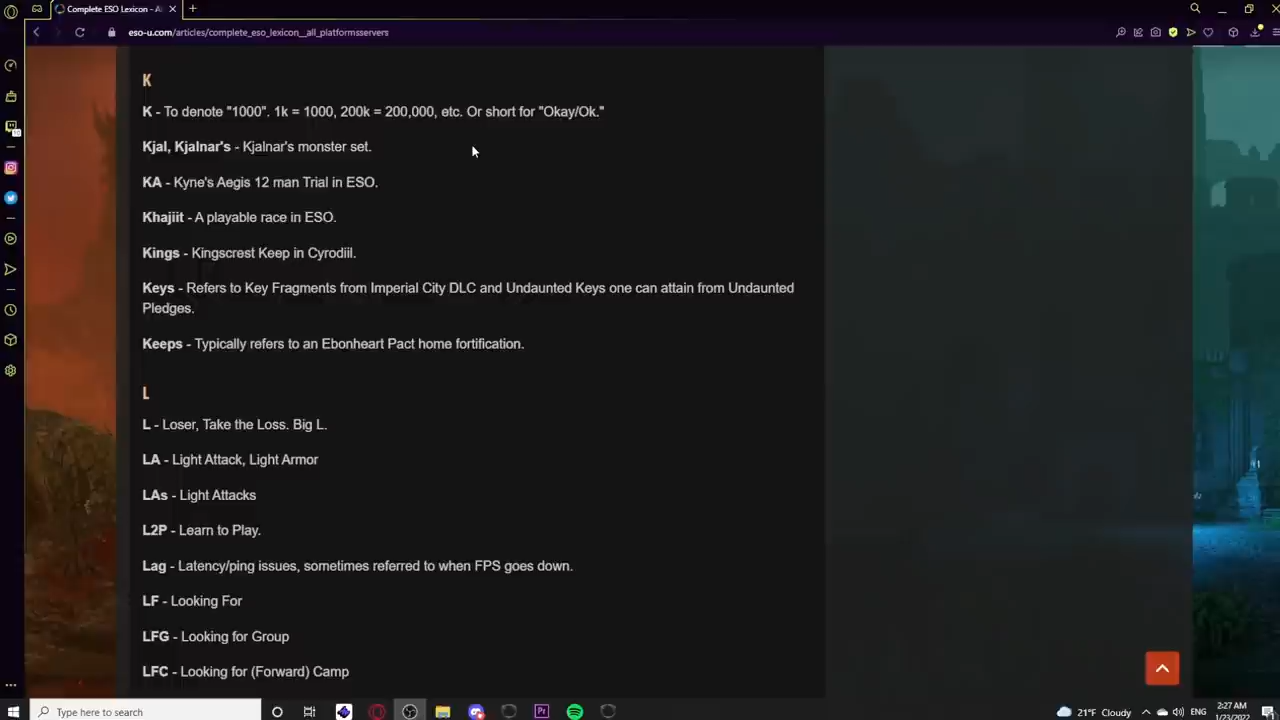 Complete ESO Lexicon - A
eso-u.com/articles/complete_eso_lexicon__all_platformsservers
K
K - To denote "1000". 1k = 1000, 200k = 200,000, etc. Or short for "Okay/Ok."
Kjal, Kjalnar's - Kjalnar's monster set.
KA - Kyne's Aegis 12 man Trial in ESO.
Khajiit - A playable race in ESO.
Kings - Kingscrest Keep in Cyrodiil.
Keys - Refers to Key Fragments from Imperial City DLC and Undaunted Keys one can attain from Undaunted
Pledges.
Keeps - Typically refers to an Ebonheart Pact home fortification.
L
L - Loser, Take the Loss. Big L.
LA - Light Attack, Light Armor
LAs - Light Attacks
L2P - Learn to Play.
Lag - Latency/ping issues, sometimes referred to when FPS goes down.
LF - Looking For
LFG - Looking for Group
LFC - Looking for (Forward) Camp
Type here to search
Pr
21°F Cloudy
ENG
2:27 AM
1/23/2022